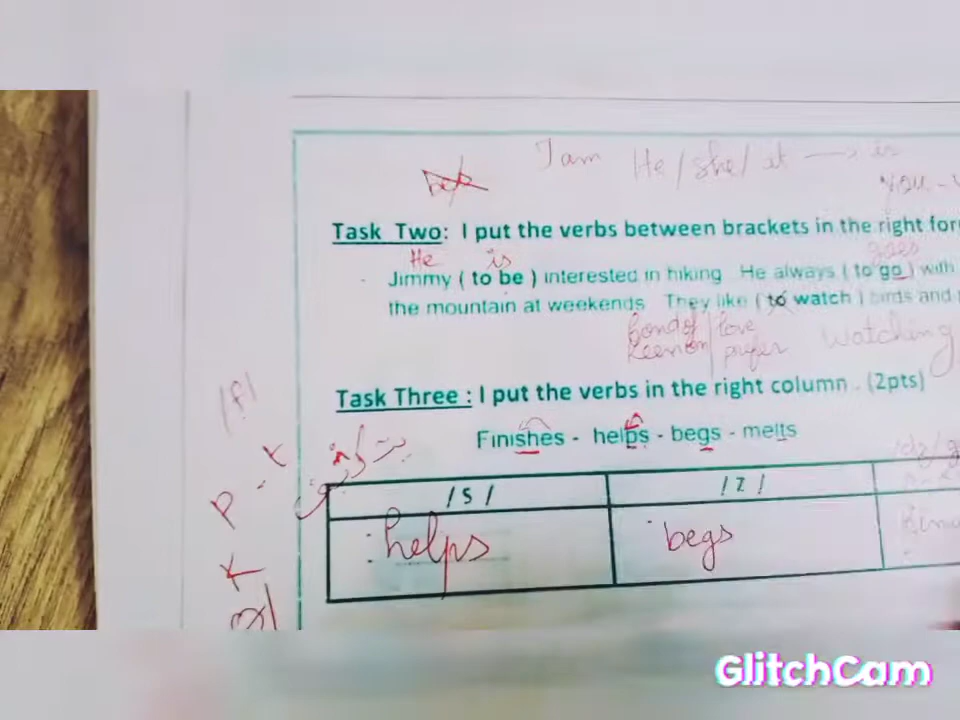 I am He/she/it → is
you -
Task Two: I put the verbs between brackets in the right for
He is goes
Jimmy ( to be ) interested in hiking He always ( to go ) with
the mountain at weekends They like ( to watch ) birds and
fond of love
keen on prefer watching
Task Three : I put the verbs in the right column . (2pts)
/f/
Finishes - helps - begs - melts
t
/s/ /z/
P
helps begs
K
GlitchCam